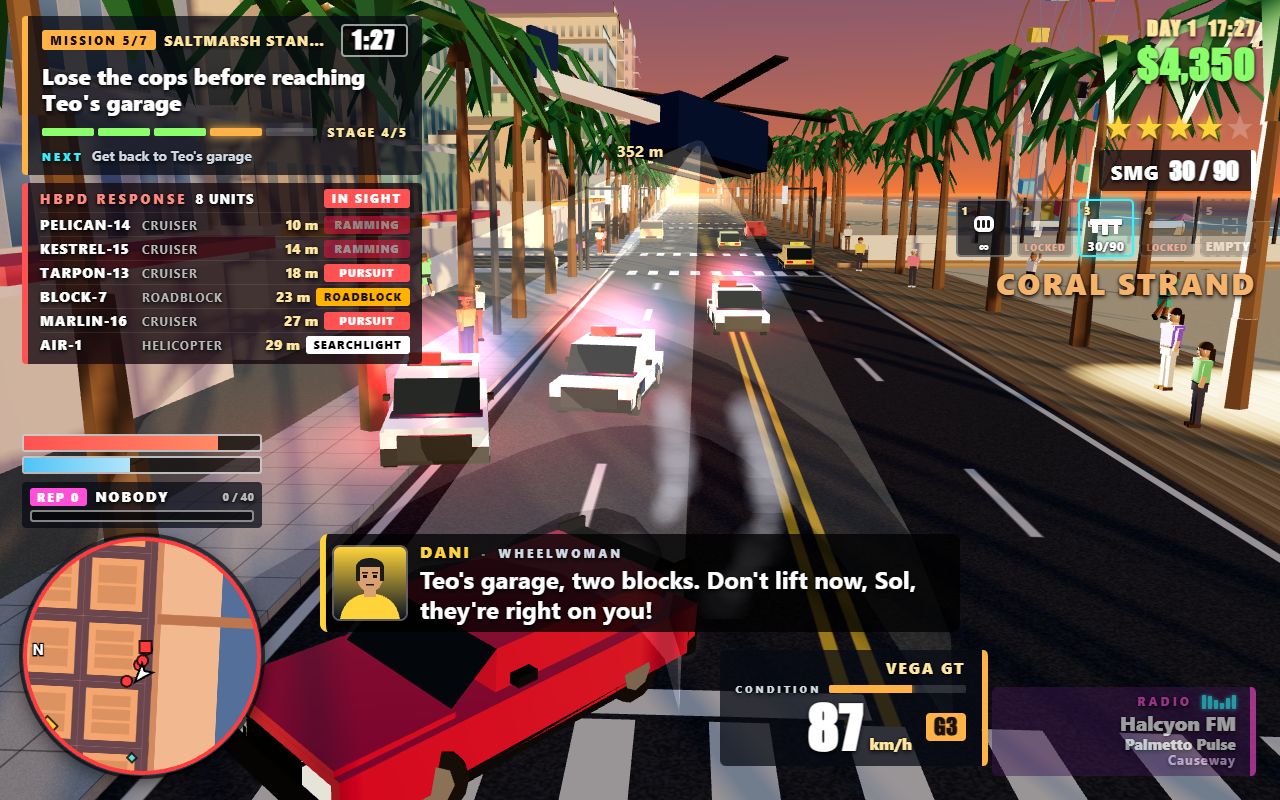 MISSION 5/7 SALTMARSH STAN... 1:27
Lose the cops before reaching
Teo's garage
STAGE 4/5
NEXT Get back to Teo's garage
HBPD RESPONSE 8 UNITS IN SIGHT
PELICAN-14 CRUISER 10 m RAMMING
KESTREL-15 CRUISER 14 m RAMMING
TARPON-13 CRUISER 18 m PURSUIT
BLOCK-7 ROADBLOCK 23 m ROADBLOCK
MARLIN-16 CRUISER 27 m PURSUIT
AIR-1 HELICOPTER 29 m SEARCHLIGHT
352 m
DAY 1 17:27
$4,350
SMG 30/90
1 2 3 4 5
∞ LOCKED 30/90 LOCKED EMPTY
CORAL STRAND
REP 0 NOBODY 0/40
N
DANI - WHEELWOMAN
Teo's garage, two blocks. Don't lift now, Sol,
they're right on you!
VEGA GT
CONDITION
87 km/h G3
RADIO
Halcyon FM
Palmetto Pulse
Causeway